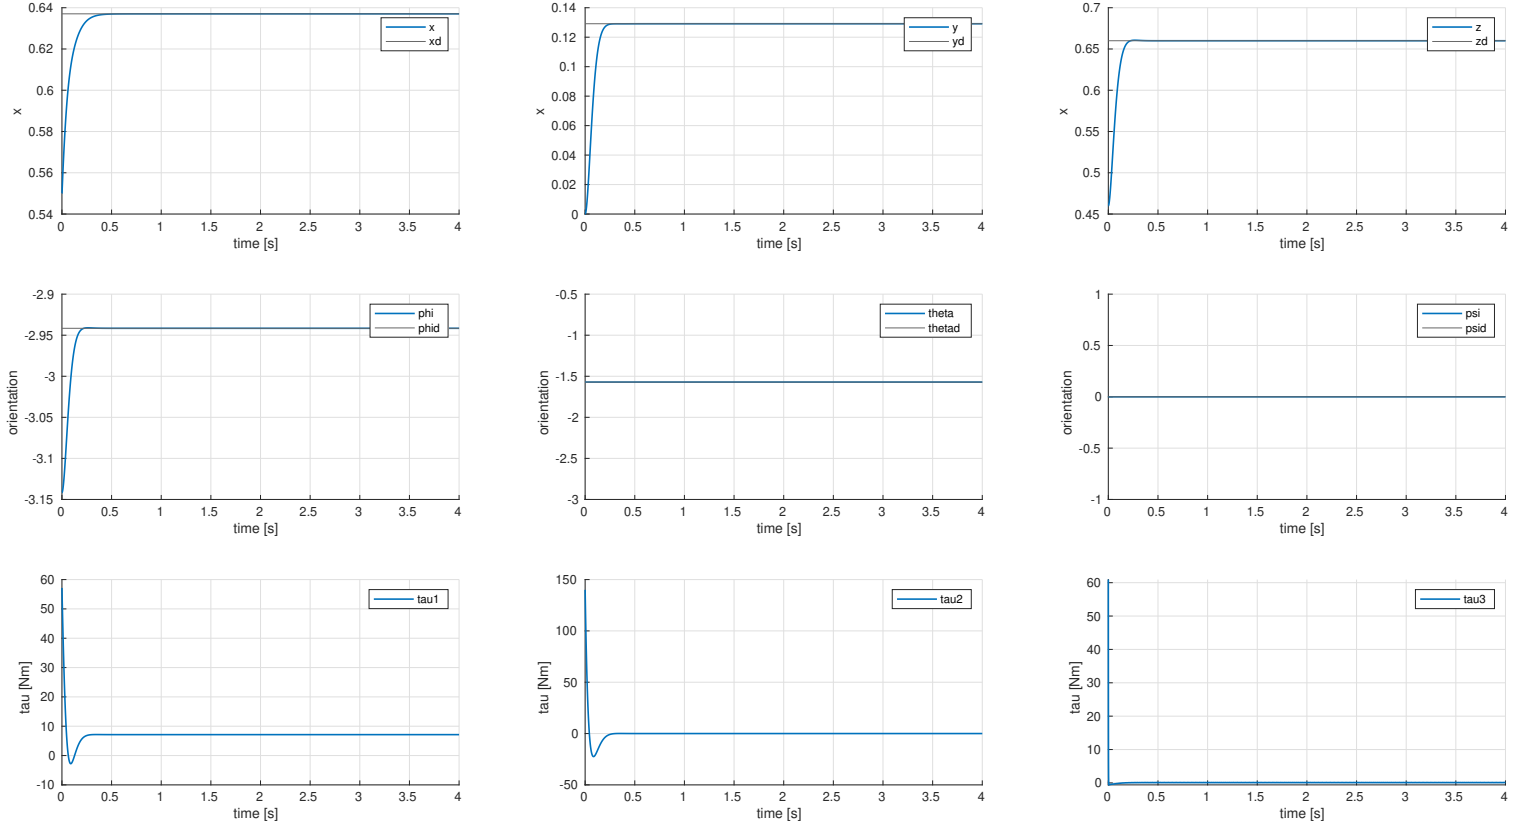 0.64
0.62
0.6
0.58
0.56
0.54
x
0 0.5 1 1.5 2 2.5 3 3.5 4
time [s]
x
xd
0.14
0.12
0.1
0.08
0.06
0.04
0.02
0
x
0 0.5 1 1.5 2 2.5 3 3.5 4
time [s]
y
yd
0.7
0.65
0.6
0.55
0.5
0.45
x
0 0.5 1 1.5 2 2.5 3 3.5 4
time [s]
z
zd
-2.9
-2.95
-3
-3.05
-3.1
-3.15
orientation
0 0.5 1 1.5 2 2.5 3 3.5 4
time [s]
phi
phid
-0.5
-1
-1.5
-2
-2.5
-3
orientation
0 0.5 1 1.5 2 2.5 3 3.5 4
time [s]
theta
thetad
1
0.5
0
-0.5
-1
orientation
0 0.5 1 1.5 2 2.5 3 3.5 4
time [s]
psi
psid
60
50
40
30
20
10
0
-10
tau [Nm]
0 0.5 1 1.5 2 2.5 3 3.5 4
time [s]
tau1
150
100
50
0
-50
tau [Nm]
0 0.5 1 1.5 2 2.5 3 3.5 4
time [s]
tau2
60
50
40
30
20
10
0
tau [Nm]
0 0.5 1 1.5 2 2.5 3 3.5 4
time [s]
tau3